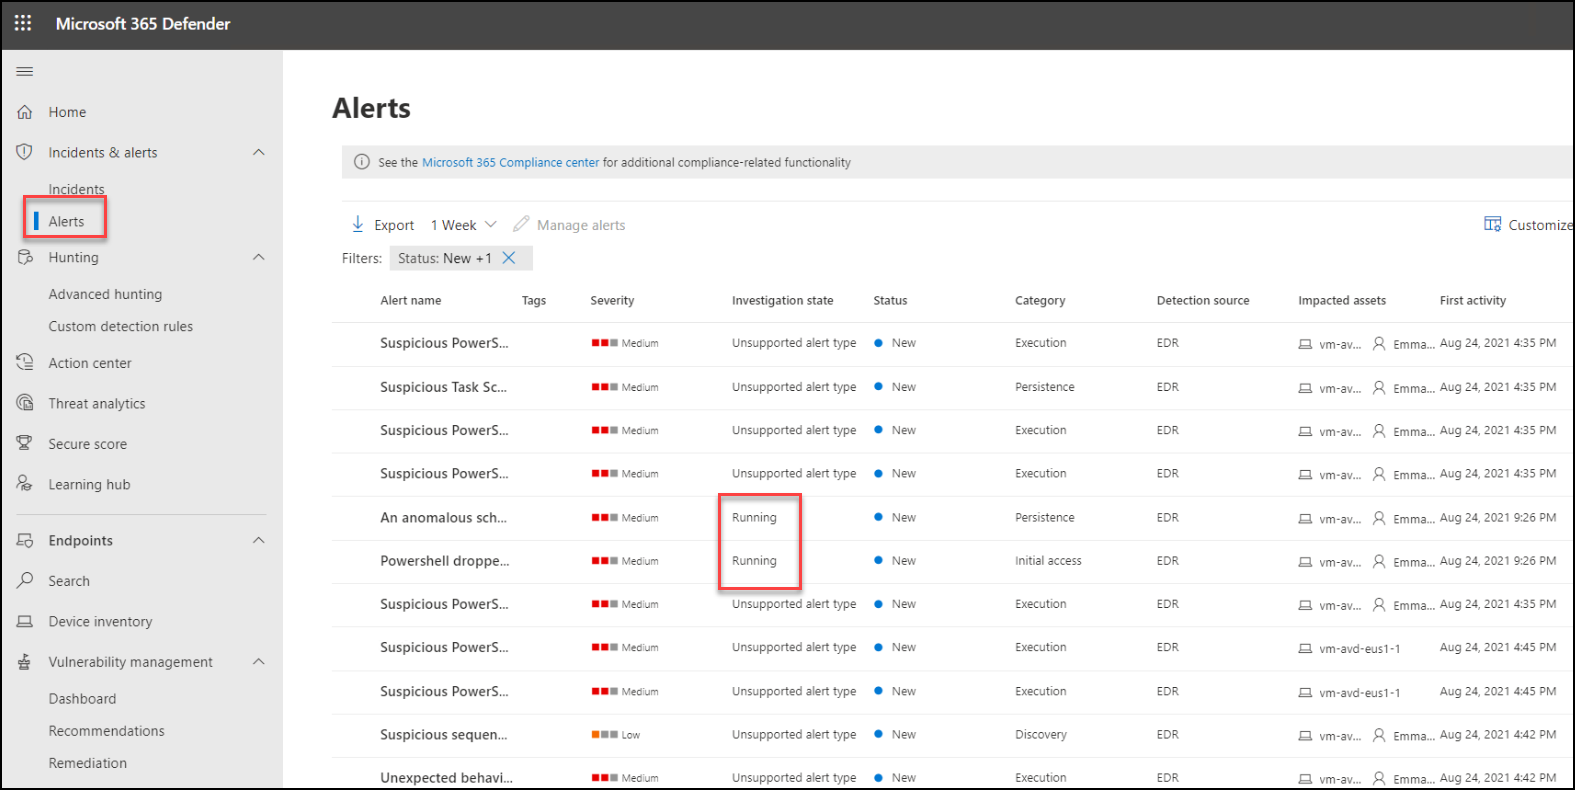 Microsoft 365 Defender
Home
Incidents & alerts
Incidents
Alerts
Hunting
Advanced hunting
Custom detection rules
Action center
Threat analytics
Secure score
Learning hub
Endpoints
Search
Device inventory
Vulnerability management
Dashboard
Recommendations
Remediation
Alerts
See the Microsoft 365 Compliance center for additional compliance-related functionality
Export 1 Week Manage alerts Customize
Filters: Status: New +1
Alert name Tags Severity Investigation state Status Category Detection source Impacted assets First activity
Suspicious PowerS... Medium Unsupported alert type New Execution EDR vm-av... Emma... Aug 24, 2021 4:35 PM
Suspicious Task Sc... Medium Unsupported alert type New Persistence EDR vm-av... Emma... Aug 24, 2021 4:35 PM
Suspicious PowerS... Medium Unsupported alert type New Execution EDR vm-av... Emma... Aug 24, 2021 4:35 PM
Suspicious PowerS... Medium Unsupported alert type New Execution EDR vm-av... Emma... Aug 24, 2021 4:35 PM
An anomalous sch... Medium Running New Persistence EDR vm-av... Emma... Aug 24, 2021 9:26 PM
Powershell droppe... Medium Running New Initial access EDR vm-av... Emma... Aug 24, 2021 9:26 PM
Suspicious PowerS... Medium Unsupported alert type New Execution EDR vm-av... Emma... Aug 24, 2021 4:35 PM
Suspicious PowerS... Medium Unsupported alert type New Execution EDR vm-avd-eus1-1 Aug 24, 2021 4:45 PM
Suspicious PowerS... Medium Unsupported alert type New Execution EDR vm-avd-eus1-1 Aug 24, 2021 4:45 PM
Suspicious sequen... Low Unsupported alert type New Discovery EDR vm-av... Emma... Aug 24, 2021 4:42 PM
Unexpected behavi... Medium Unsupported alert type New Execution EDR vm-av... Emma... Aug 24, 2021 4:42 PM